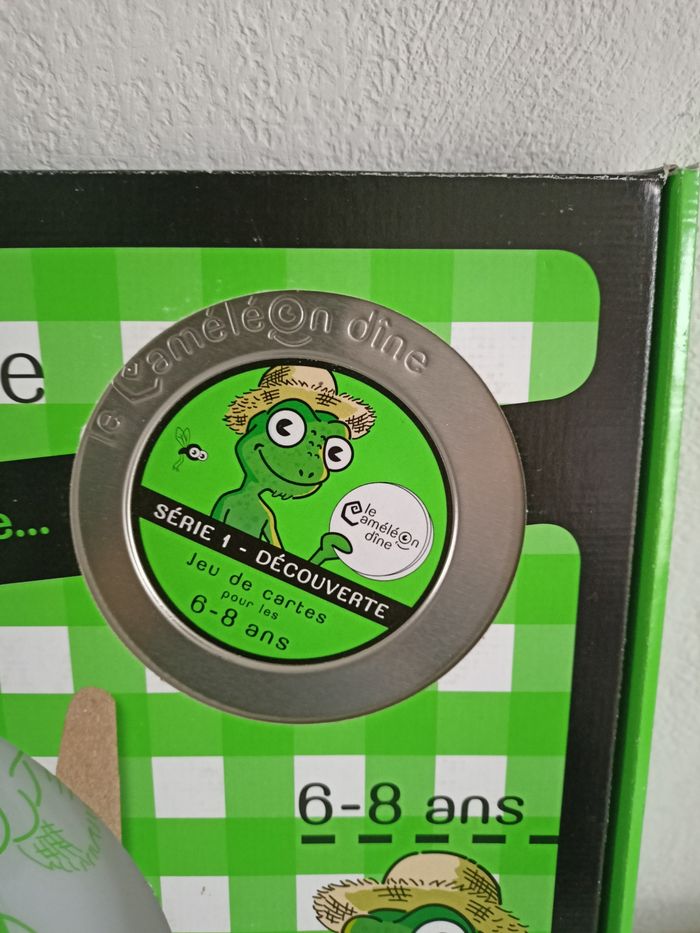 le Caméléon dîne
e
e...
le
Caméléon
dîne
SÉRIE 1 - DÉCOUVERTE
Jeu de cartes
pour les
6-8 ans
6-8 ans